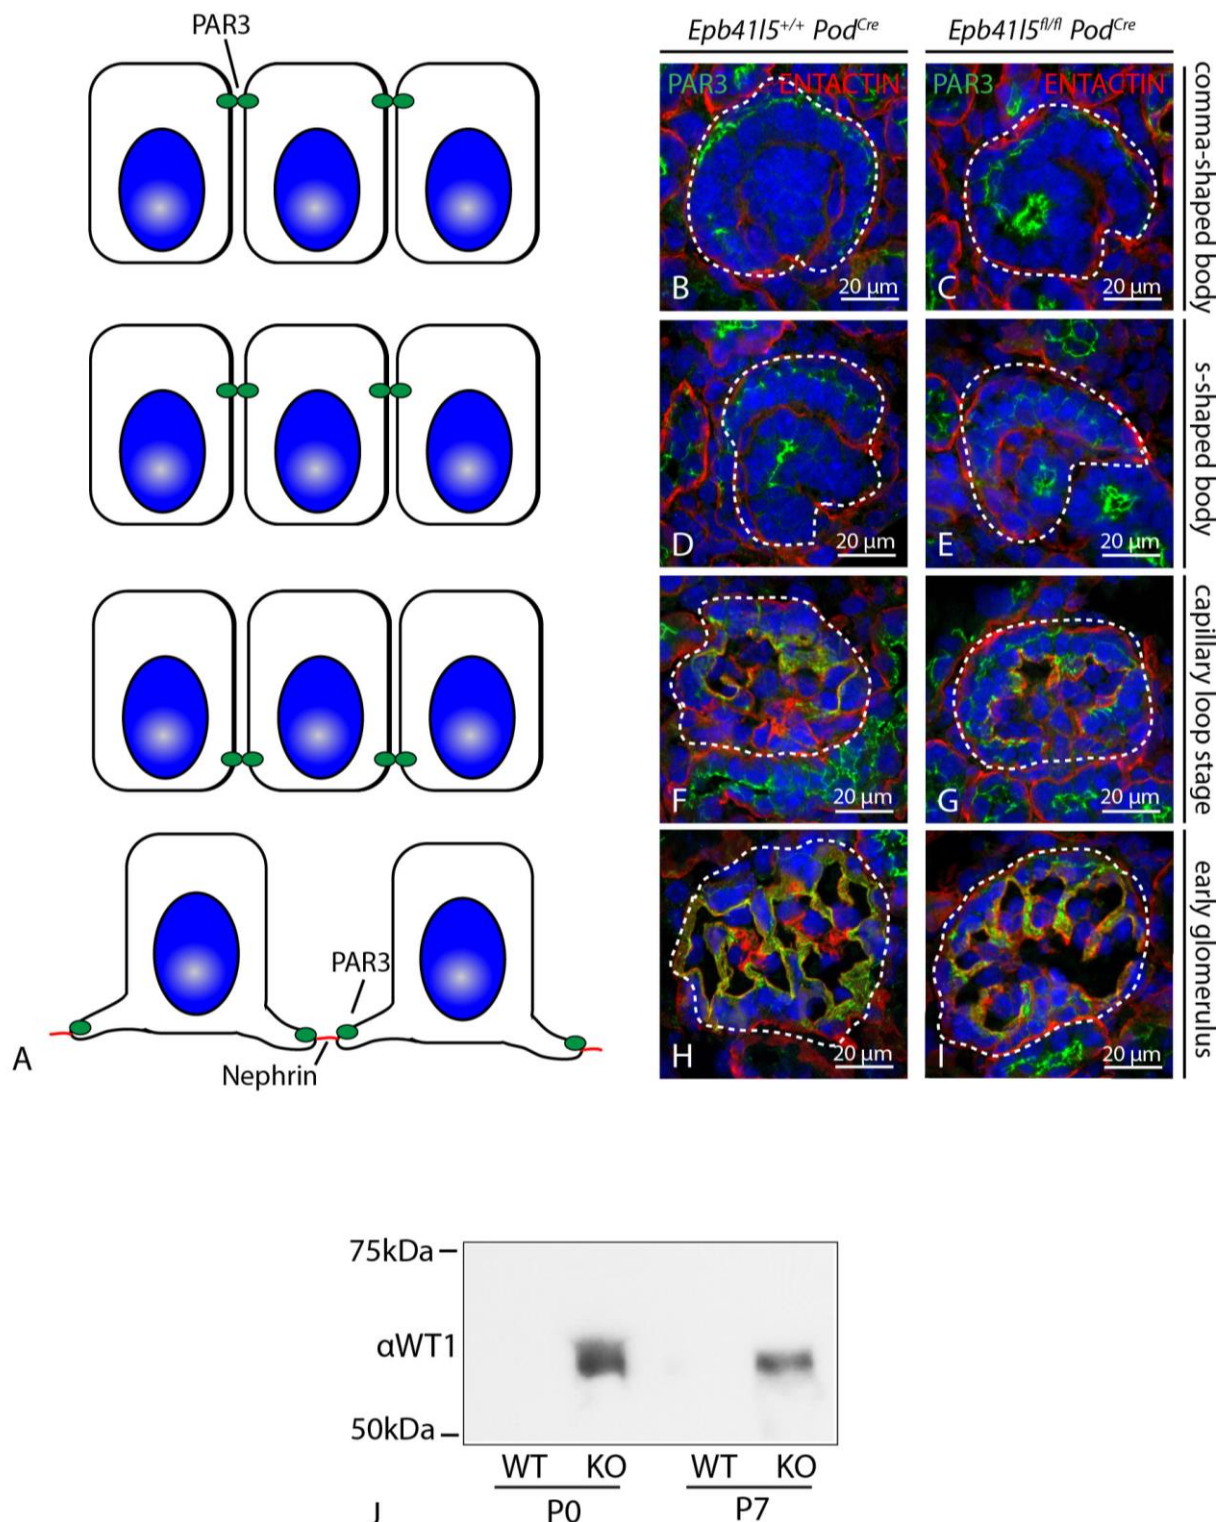 PAR3
Epb41l5+/+ PodCre
Epb41l5fl/fl PodCre
PAR3 ENTACTIN
B
20 μm
PAR3 ENTACTIN
C
20 μm
comma-shaped body
D
20 μm
E
20 μm
s-shaped body
F
20 μm
G
20 μm
capillary loop stage
H
20 μm
I
20 μm
early glomerulus
PAR3
A
Nephrin
75kDa
αWT1
50kDa
WT KO WT KO
J P0 P7